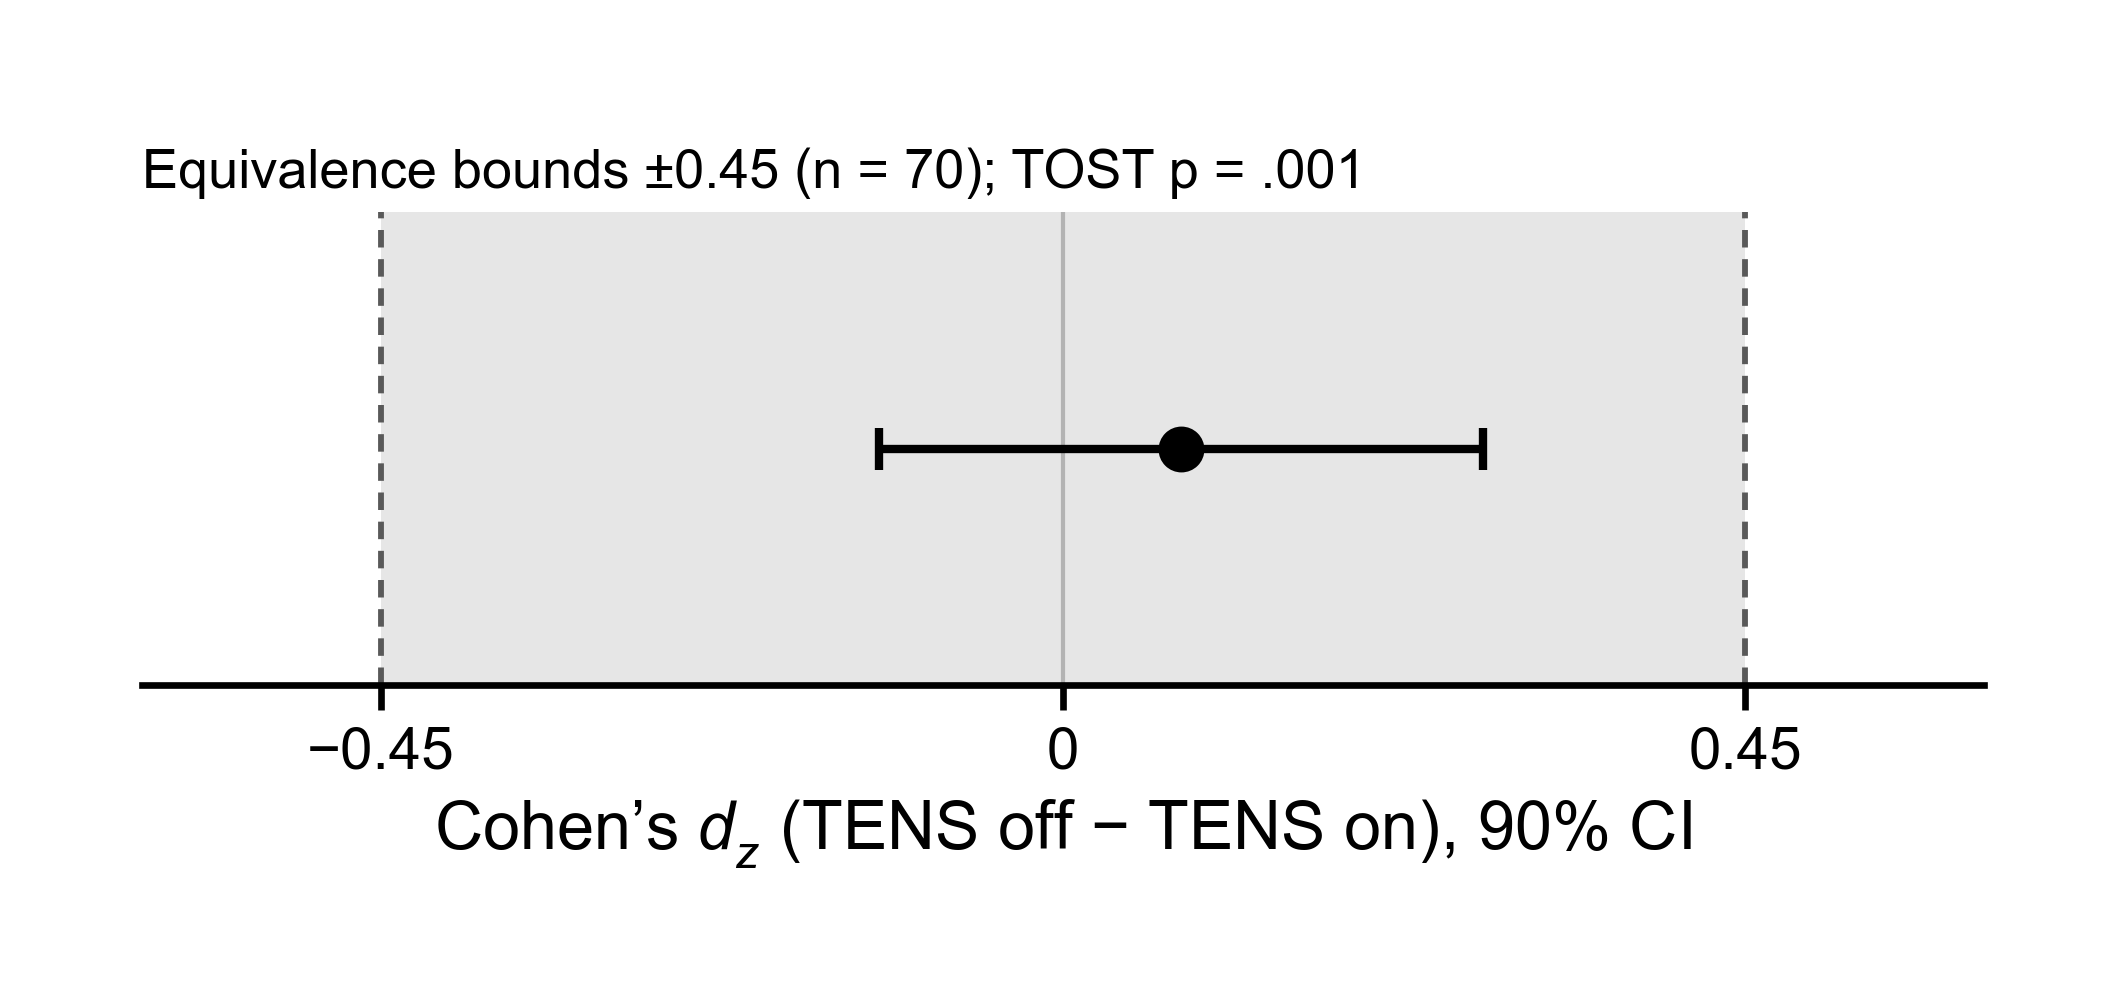 Equivalence bounds ±0.45 (n = 70); TOST p = .001
−0.45 0 0.45
Cohen’s dz (TENS off − TENS on), 90% CI